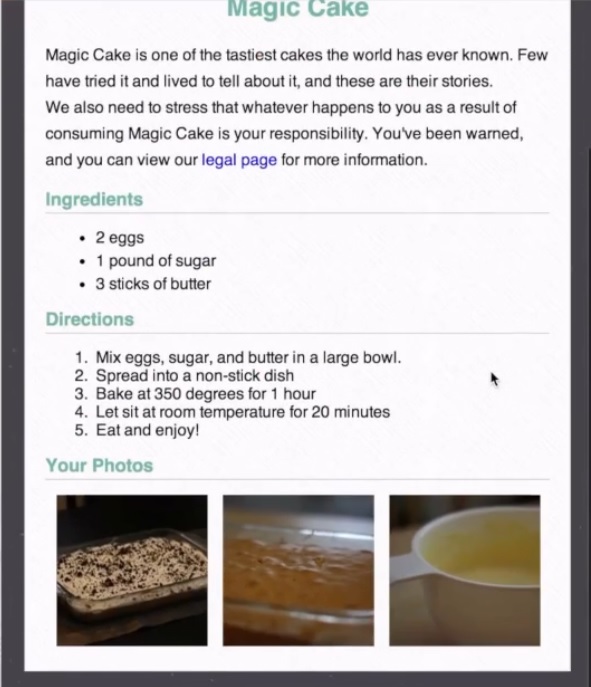 Magic Cake
Magic Cake is one of the tastiest cakes the world has ever known. Few
have tried it and lived to tell about it, and these are their stories.
We also need to stress that whatever happens to you as a result of
consuming Magic Cake is your responsibility. You've been warned,
and you can view our legal page for more information.
Ingredients
• 2 eggs
• 1 pound of sugar
• 3 sticks of butter
Directions
1. Mix eggs, sugar, and butter in a large bowl.
2. Spread into a non-stick dish
3. Bake at 350 degrees for 1 hour
4. Let sit at room temperature for 20 minutes
5. Eat and enjoy!
Your Photos